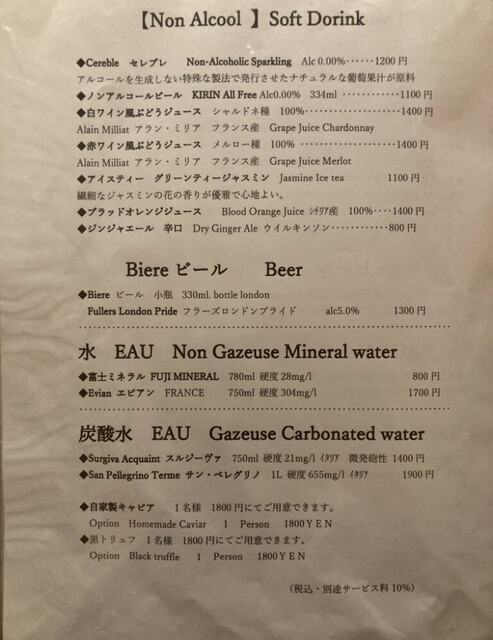 【Non Alcool 】 Soft Dorink
◆Cereble セレブレ Non-Alcoholic Sparkling Alc 0.00%······1200 円
アルコールを生成しない特殊な製法で発行させたナチュラルな葡萄果汁が原料
◆ノンアルコールビール KIRIN All Free Alc0.00% 334ml ············1100 円
◆白ワイン風ぶどうジュース シャルドネ種 100%··················1400 円
Alain Milliat アラン・ミリア フランス産 Grape Juice Chardonnay
◆赤ワイン風ぶどうジュース メルロー種 100% ··················1400 円
Alain Milliat アラン・ミリア フランス産 Grape Juice Merlot
◆アイスティー グリーンティージャスミン Jasmine Ice tea 1100 円
繊細なジャスミンの花の香りが優雅で心地よい。
◆ブラッドオレンジジュース Blood Orange Juice シチリア産 100%····1400 円
◆ジンジャエール 辛口 Dry Ginger Ale ウイルキンソン············800 円
Biere ビール Beer
◆Biere ビール 小瓶 330ml. bottle london
Fullers London Pride フラーズロンドンプライド alc5.0% 1300 円
水 EAU Non Gazeuse Mineral water
◆富士ミネラル FUJI MINERAL 780ml 硬度 28mg/l 800 円
◆Evian エビアン FRANCE 750ml 硬度 304mg/l 1700 円
炭酸水 EAU Gazeuse Carbonated water
◆Surgiva Acquaint スルジーヴァ 750ml 硬度 21mg/l イタリア 微発砲性 1400 円
◆San Pellegrino Terme サン・ペレグリノ 1L 硬度 655mg/l イタリア 1900 円
◆自家製キャビア 1 名様 1800 円にてご用意できます。
Option Homemade Caviar 1 Person 1800ＹＥＮ
◆黒トリュフ 1 名様 1800 円にてご用意できます。
Option Black truffle 1 Person 1800ＹＥＮ
（税込・別途サービス料 10%）